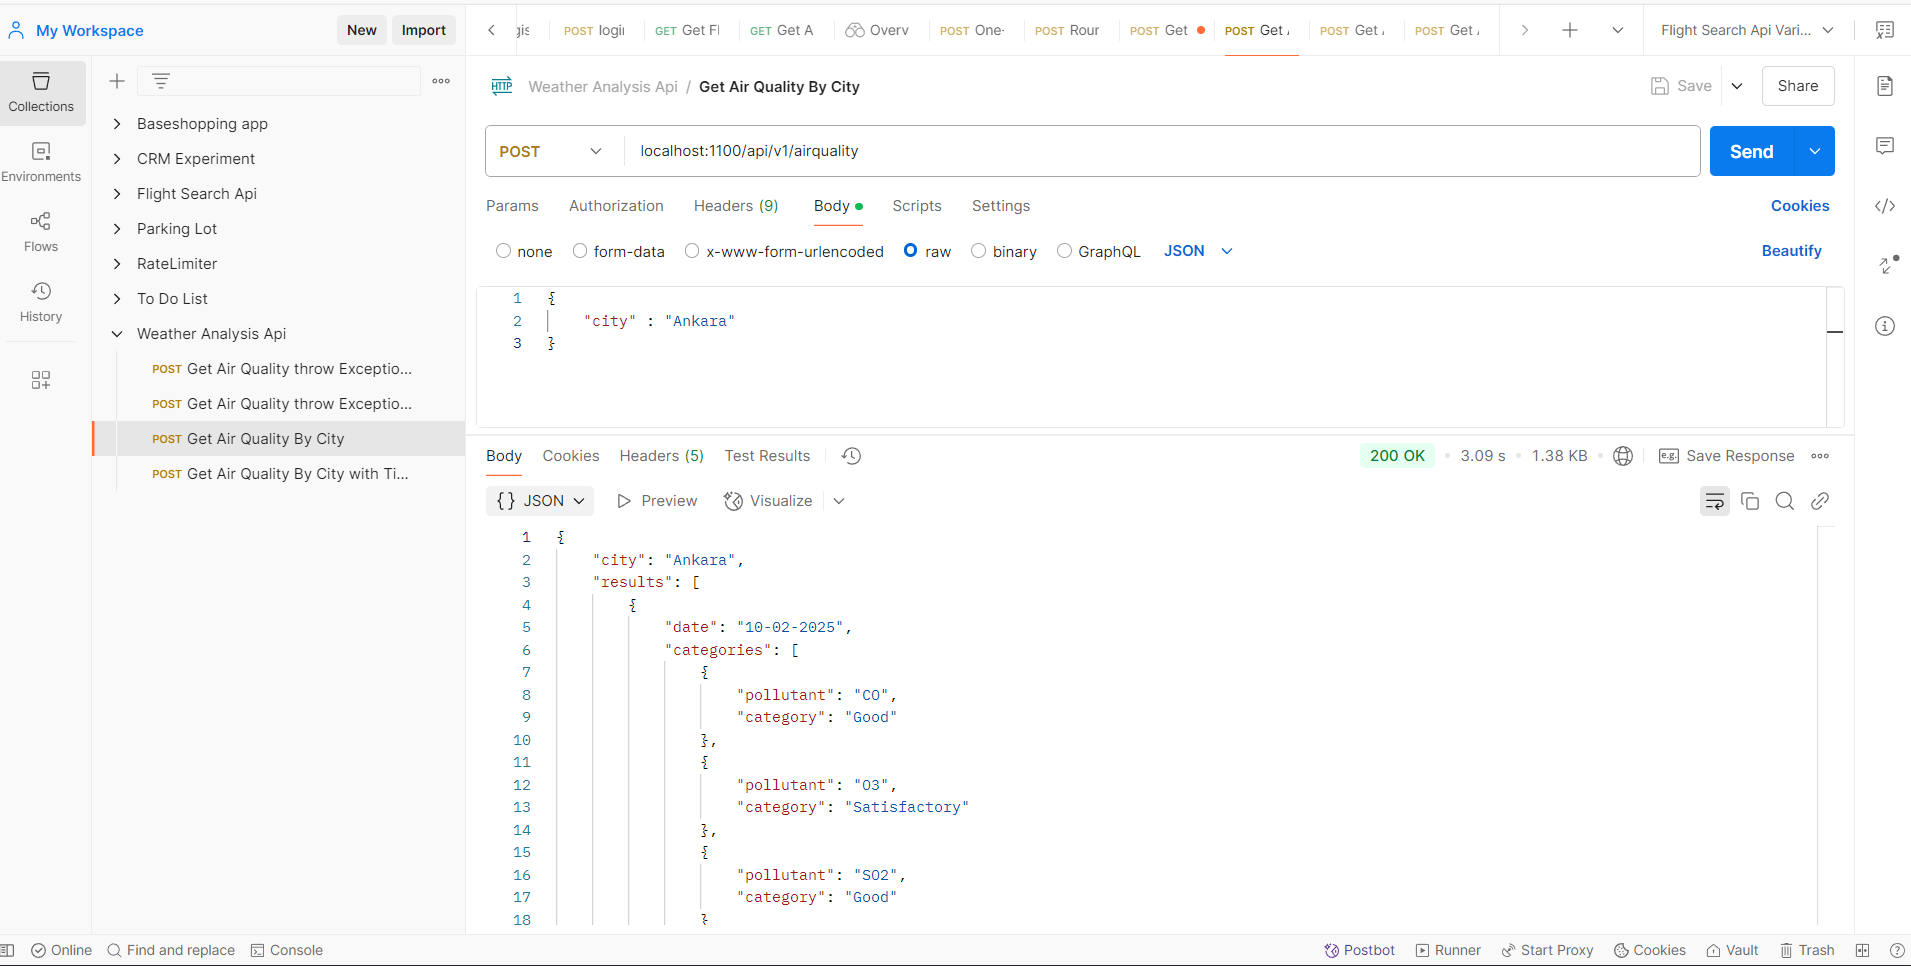 My Workspace
New
Import
gis
POST login
GET Get Fl
GET Get A
Overv
POST One-
POST Rour
POST Get
POST Get
POST Get
POST Get
Flight Search Api Vari...
Collections
Environments
Flows
History
Baseshopping app
CRM Experiment
Flight Search Api
Parking Lot
RateLimiter
To Do List
Weather Analysis Api
POST Get Air Quality throw Exceptio...
POST Get Air Quality throw Exceptio...
POST Get Air Quality By City
POST Get Air Quality By City with Ti...
HTTP Weather Analysis Api / Get Air Quality By City
Save
Share
POST localhost:1100/api/v1/airquality
Send
Params Authorization Headers (9) Body Scripts Settings Cookies
none form-data x-www-form-urlencoded raw binary GraphQL JSON Beautify
1 {
2 "city" : "Ankara"
3 }
Body Cookies Headers (5) Test Results 200 OK 3.09 s 1.38 KB e.g. Save Response
{} JSON Preview Visualize
1 {
2 "city": "Ankara",
3 "results": [
4 {
5 "date": "10-02-2025",
6 "categories": [
7 {
8 "pollutant": "CO",
9 "category": "Good"
10 },
11 {
12 "pollutant": "O3",
13 "category": "Satisfactory"
14 },
15 {
16 "pollutant": "SO2",
17 "category": "Good"
18 }
Online Find and replace Console Postbot Runner Start Proxy Cookies Vault Trash